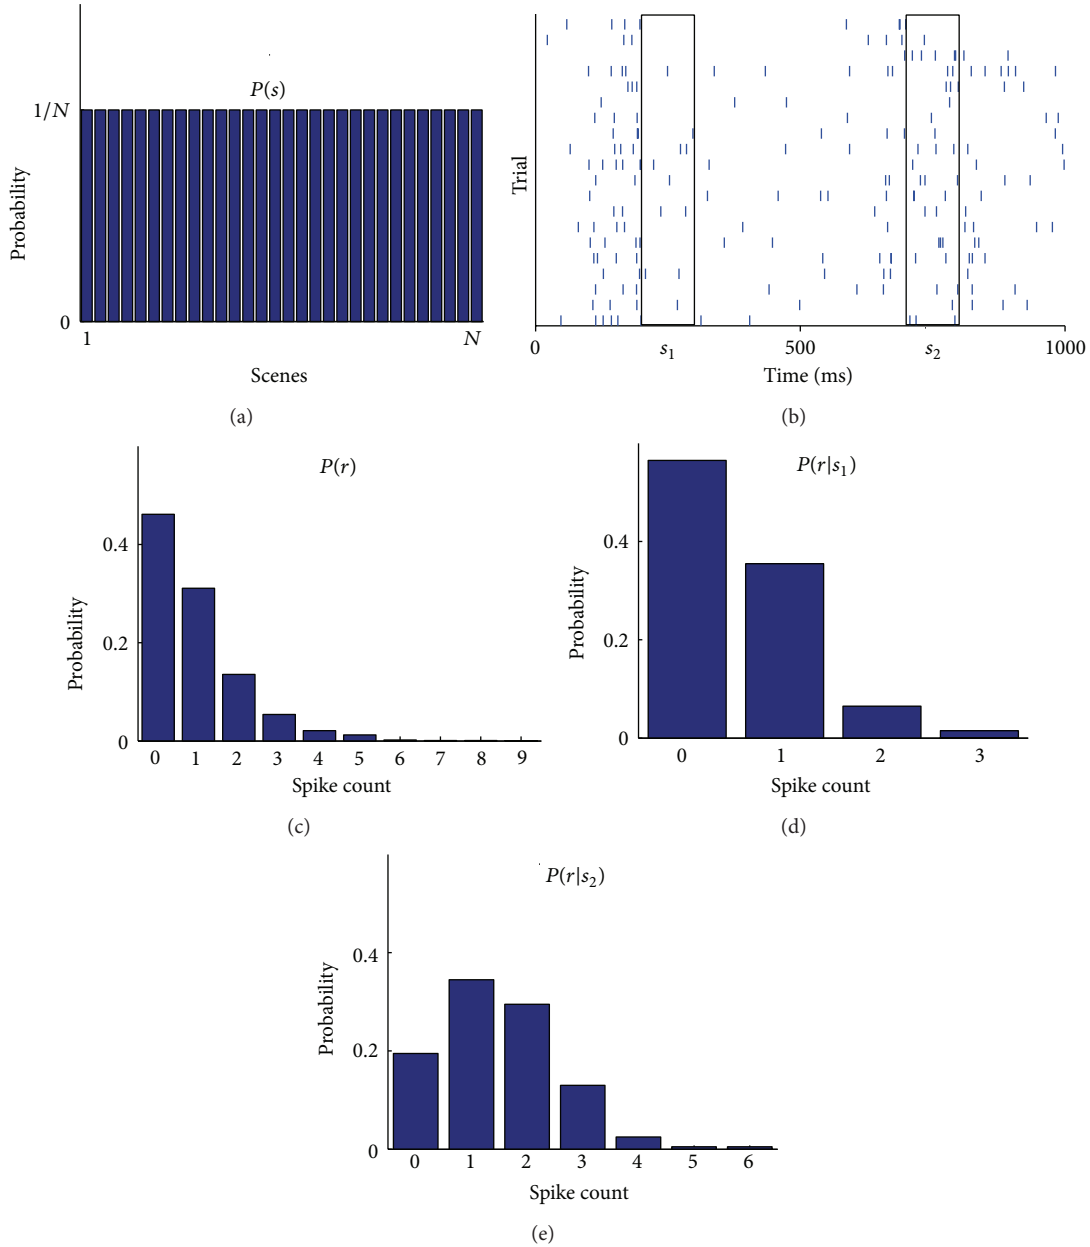 P(s)
1/N
Probability
0
1
N
Scenes
(a)
Trial
0
s1
500
s2
1000
Time (ms)
(b)
P(r)
0.4
0.2
0
Probability
0 1 2 3 4 5 6 7 8 9
Spike count
(c)
P(r|s1)
0.4
0.2
0
Probability
0 1 2 3
Spike count
(d)
P(r|s2)
0.4
0.2
0
Probability
0 1 2 3 4 5 6
Spike count
(e)